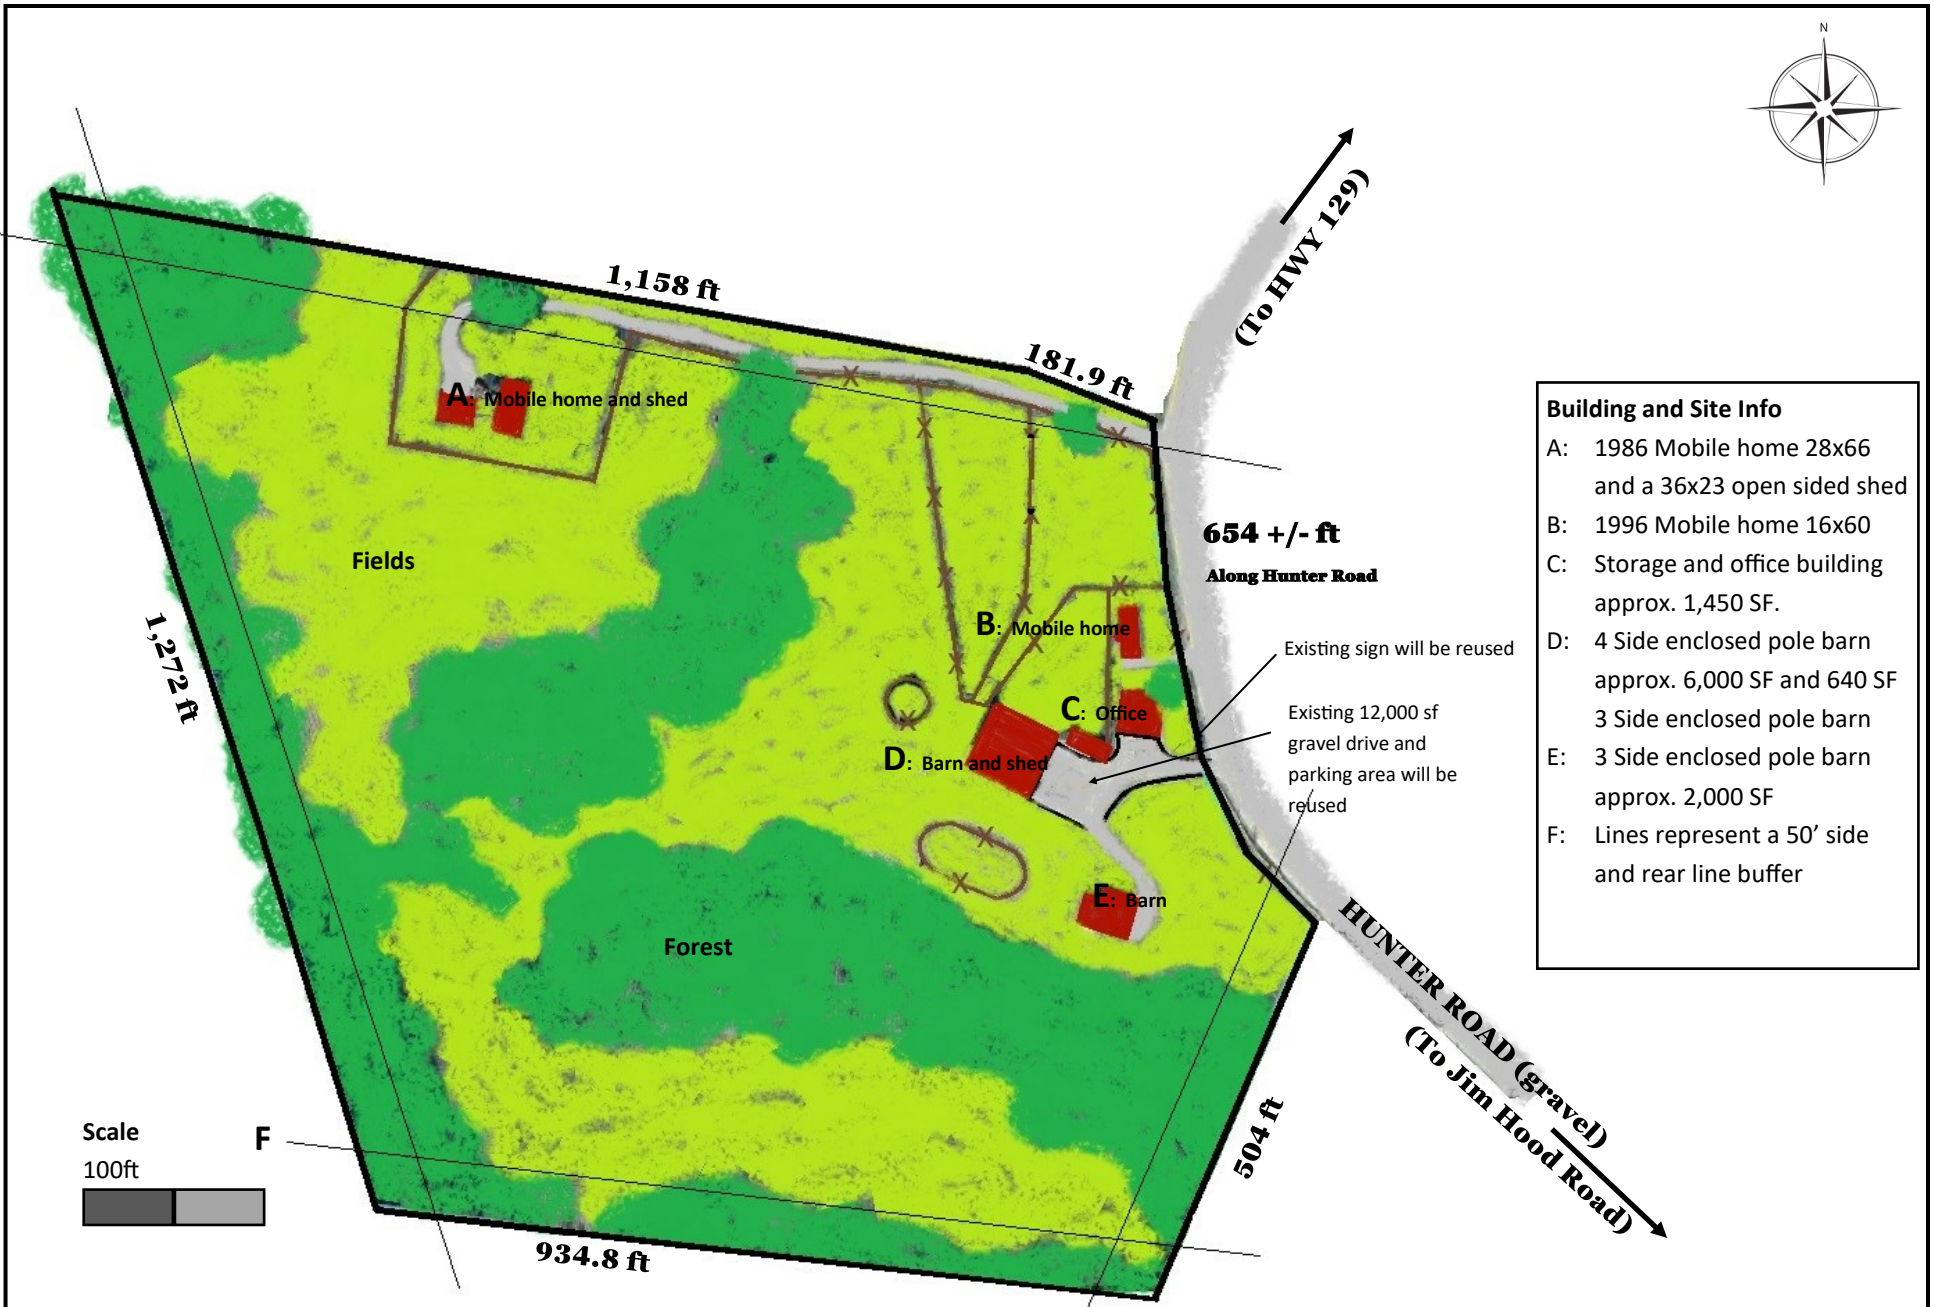 N
(To HWY 129)
1,158 ft
181.9 ft
A: Mobile home and shed
Building and Site Info
A: 1986 Mobile home 28x66
and a 36x23 open sided shed
B: 1996 Mobile home 16x60
C: Storage and office building
approx. 1,450 SF.
D: 4 Side enclosed pole barn
approx. 6,000 SF and 640 SF
3 Side enclosed pole barn
E: 3 Side enclosed pole barn
approx. 2,000 SF
F: Lines represent a 50’ side
and rear line buffer
654 +/- ft
Along Hunter Road
Fields
B: Mobile home
1,272 ft
Existing sign will be reused
C: Office
Existing 12,000 sf
gravel drive and
parking area will be
reused
D: Barn and shed
E: Barn
Forest
HUNTER ROAD (gravel)
(To Jim Hood Road)
504 ft
Scale
100ft
F
934.8 ft